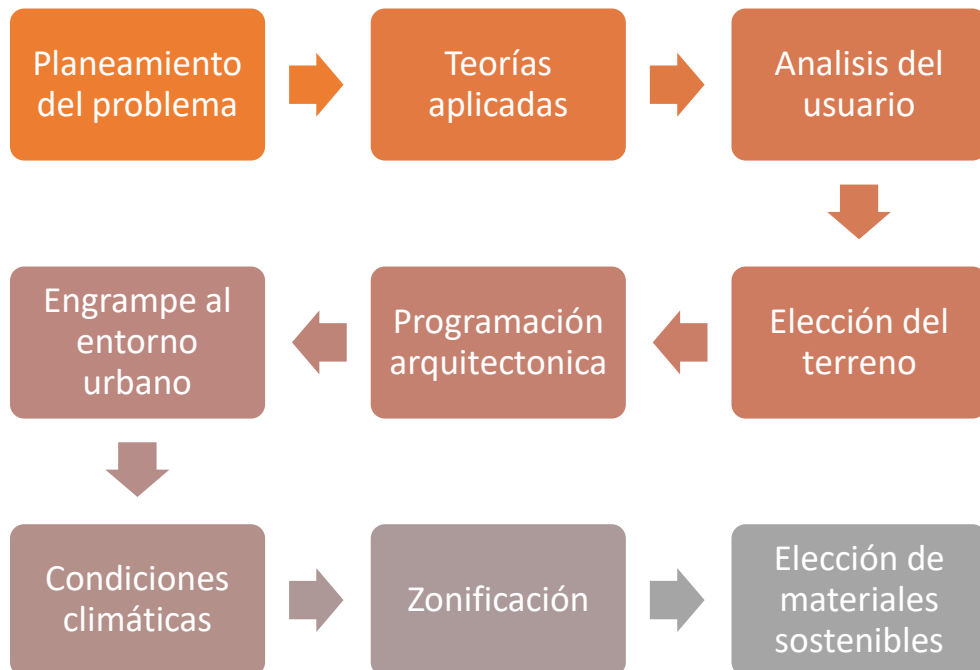 Planeamiento
del problema
Teorías
aplicadas
Analisis del
usuario
Elección del
terreno
Programación
arquitectonica
Engrampe al
entorno
urbano
Condiciones
climáticas
Zonificación
Elección de
materiales
sostenibles